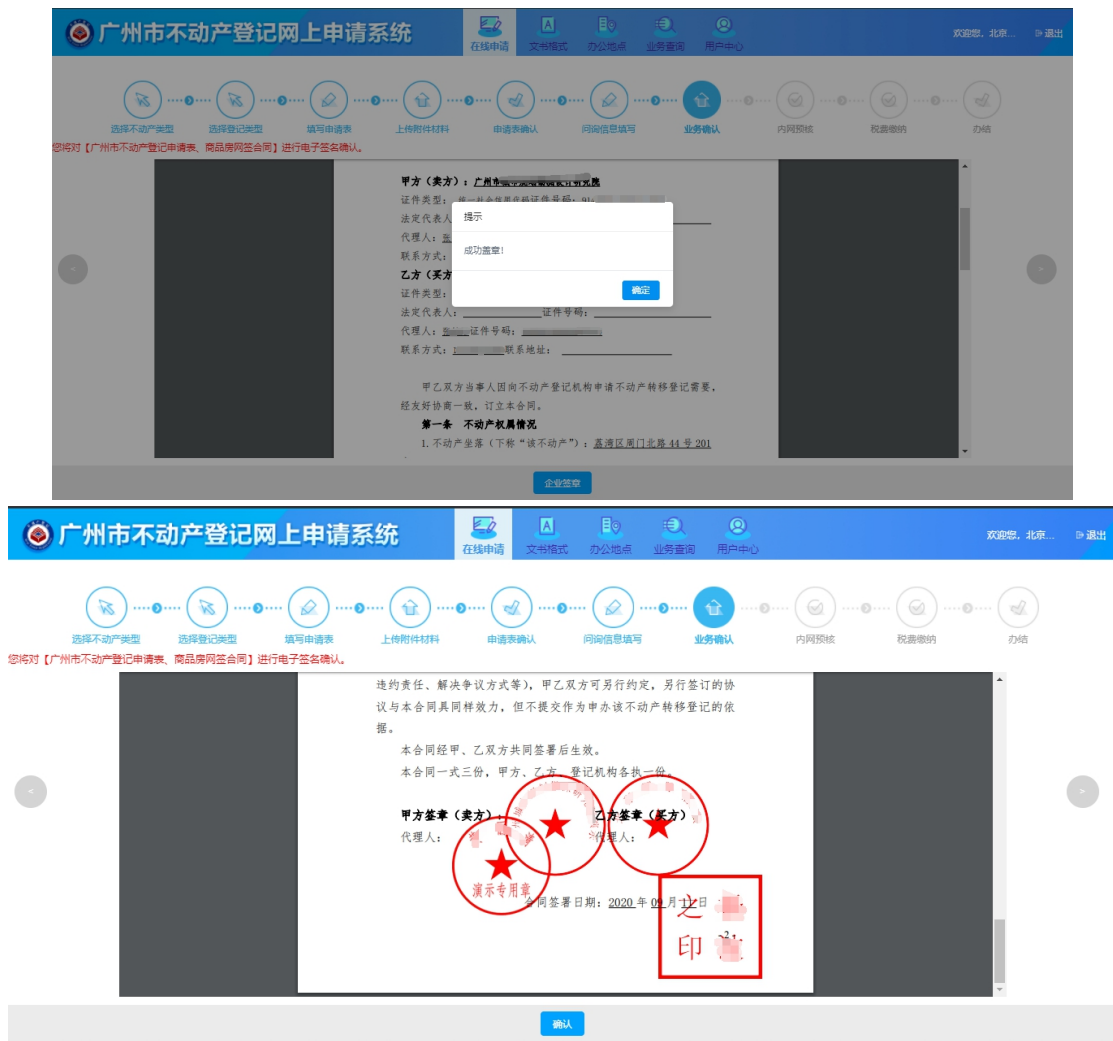 广州市不动产登记网上申请系统
在线申请 文书格式 办公地点 业务查询 用户中心
欢迎您, 北京... 退出
选择不动产类型 选择登记类型 填写申请表 上传附件材料 申请表确认 问询信息填写 业务确认 内网预核 税费缴纳 办结
您将对【广州市不动产登记申请表、商品房网签合同】进行电子签名确认。
甲方（卖方）：广州市
证件类型：统一社会信用代码证件号码：91
法定代表人
代理人：
联系方式：
乙方（买方
证件类型：
法定代表人：证件号码：
代理人：证件号码：
联系方式：联系地址：
提示
成功盖章!
确定
甲乙双方当事人因向不动产登记机构申请不动产转移登记需要，
经友好协商一致，订立本合同。
第一条 不动产权属情况
1.不动产坐落（下称“该不动产”）：荔湾区周门北路 44 号 201
企业签章
广州市不动产登记网上申请系统
在线申请 文书格式 办公地点 业务查询 用户中心
欢迎您, 北京... 退出
选择不动产类型 选择登记类型 填写申请表 上传附件材料 申请表确认 问询信息填写 业务确认 内网预核 税费缴纳 办结
您将对【广州市不动产登记申请表、商品房网签合同】进行电子签名确认。
违约责任、解决争议方式等），甲乙双方可另行约定，另行签订的协
议与本合同具同样效力，但不提交作为申办该不动产转移登记的依
据。
本合同经甲、乙双方共同签署后生效。
本合同一式三份，甲方、乙方、登记机构各执一份。
甲方签章（卖方）： 乙方签章（买方）
代理人： 代理人：
演示专用章
合同签署日期：2020 年 09 月 11 日
之
印
确认